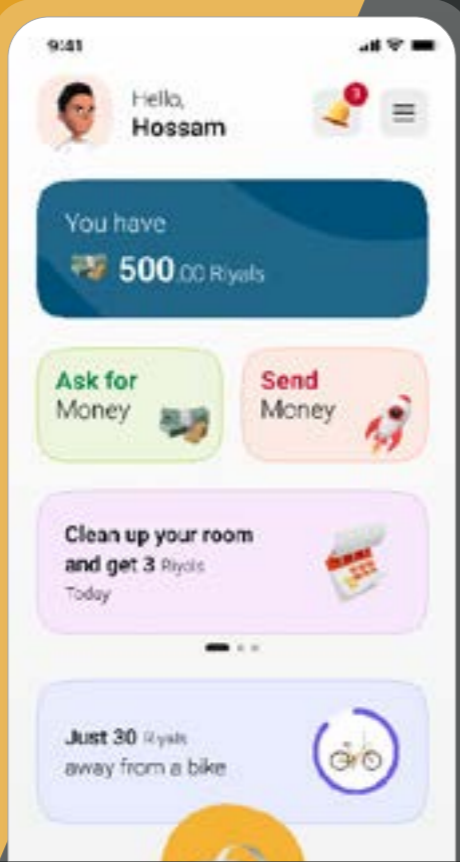 9:41
Hello,
Hossam
3
You have
500.00 Riyals
Ask for
Money
Send
Money
Clean up your room
and get 3 Riyals
Today
Just 30 Riyals
away from a bike